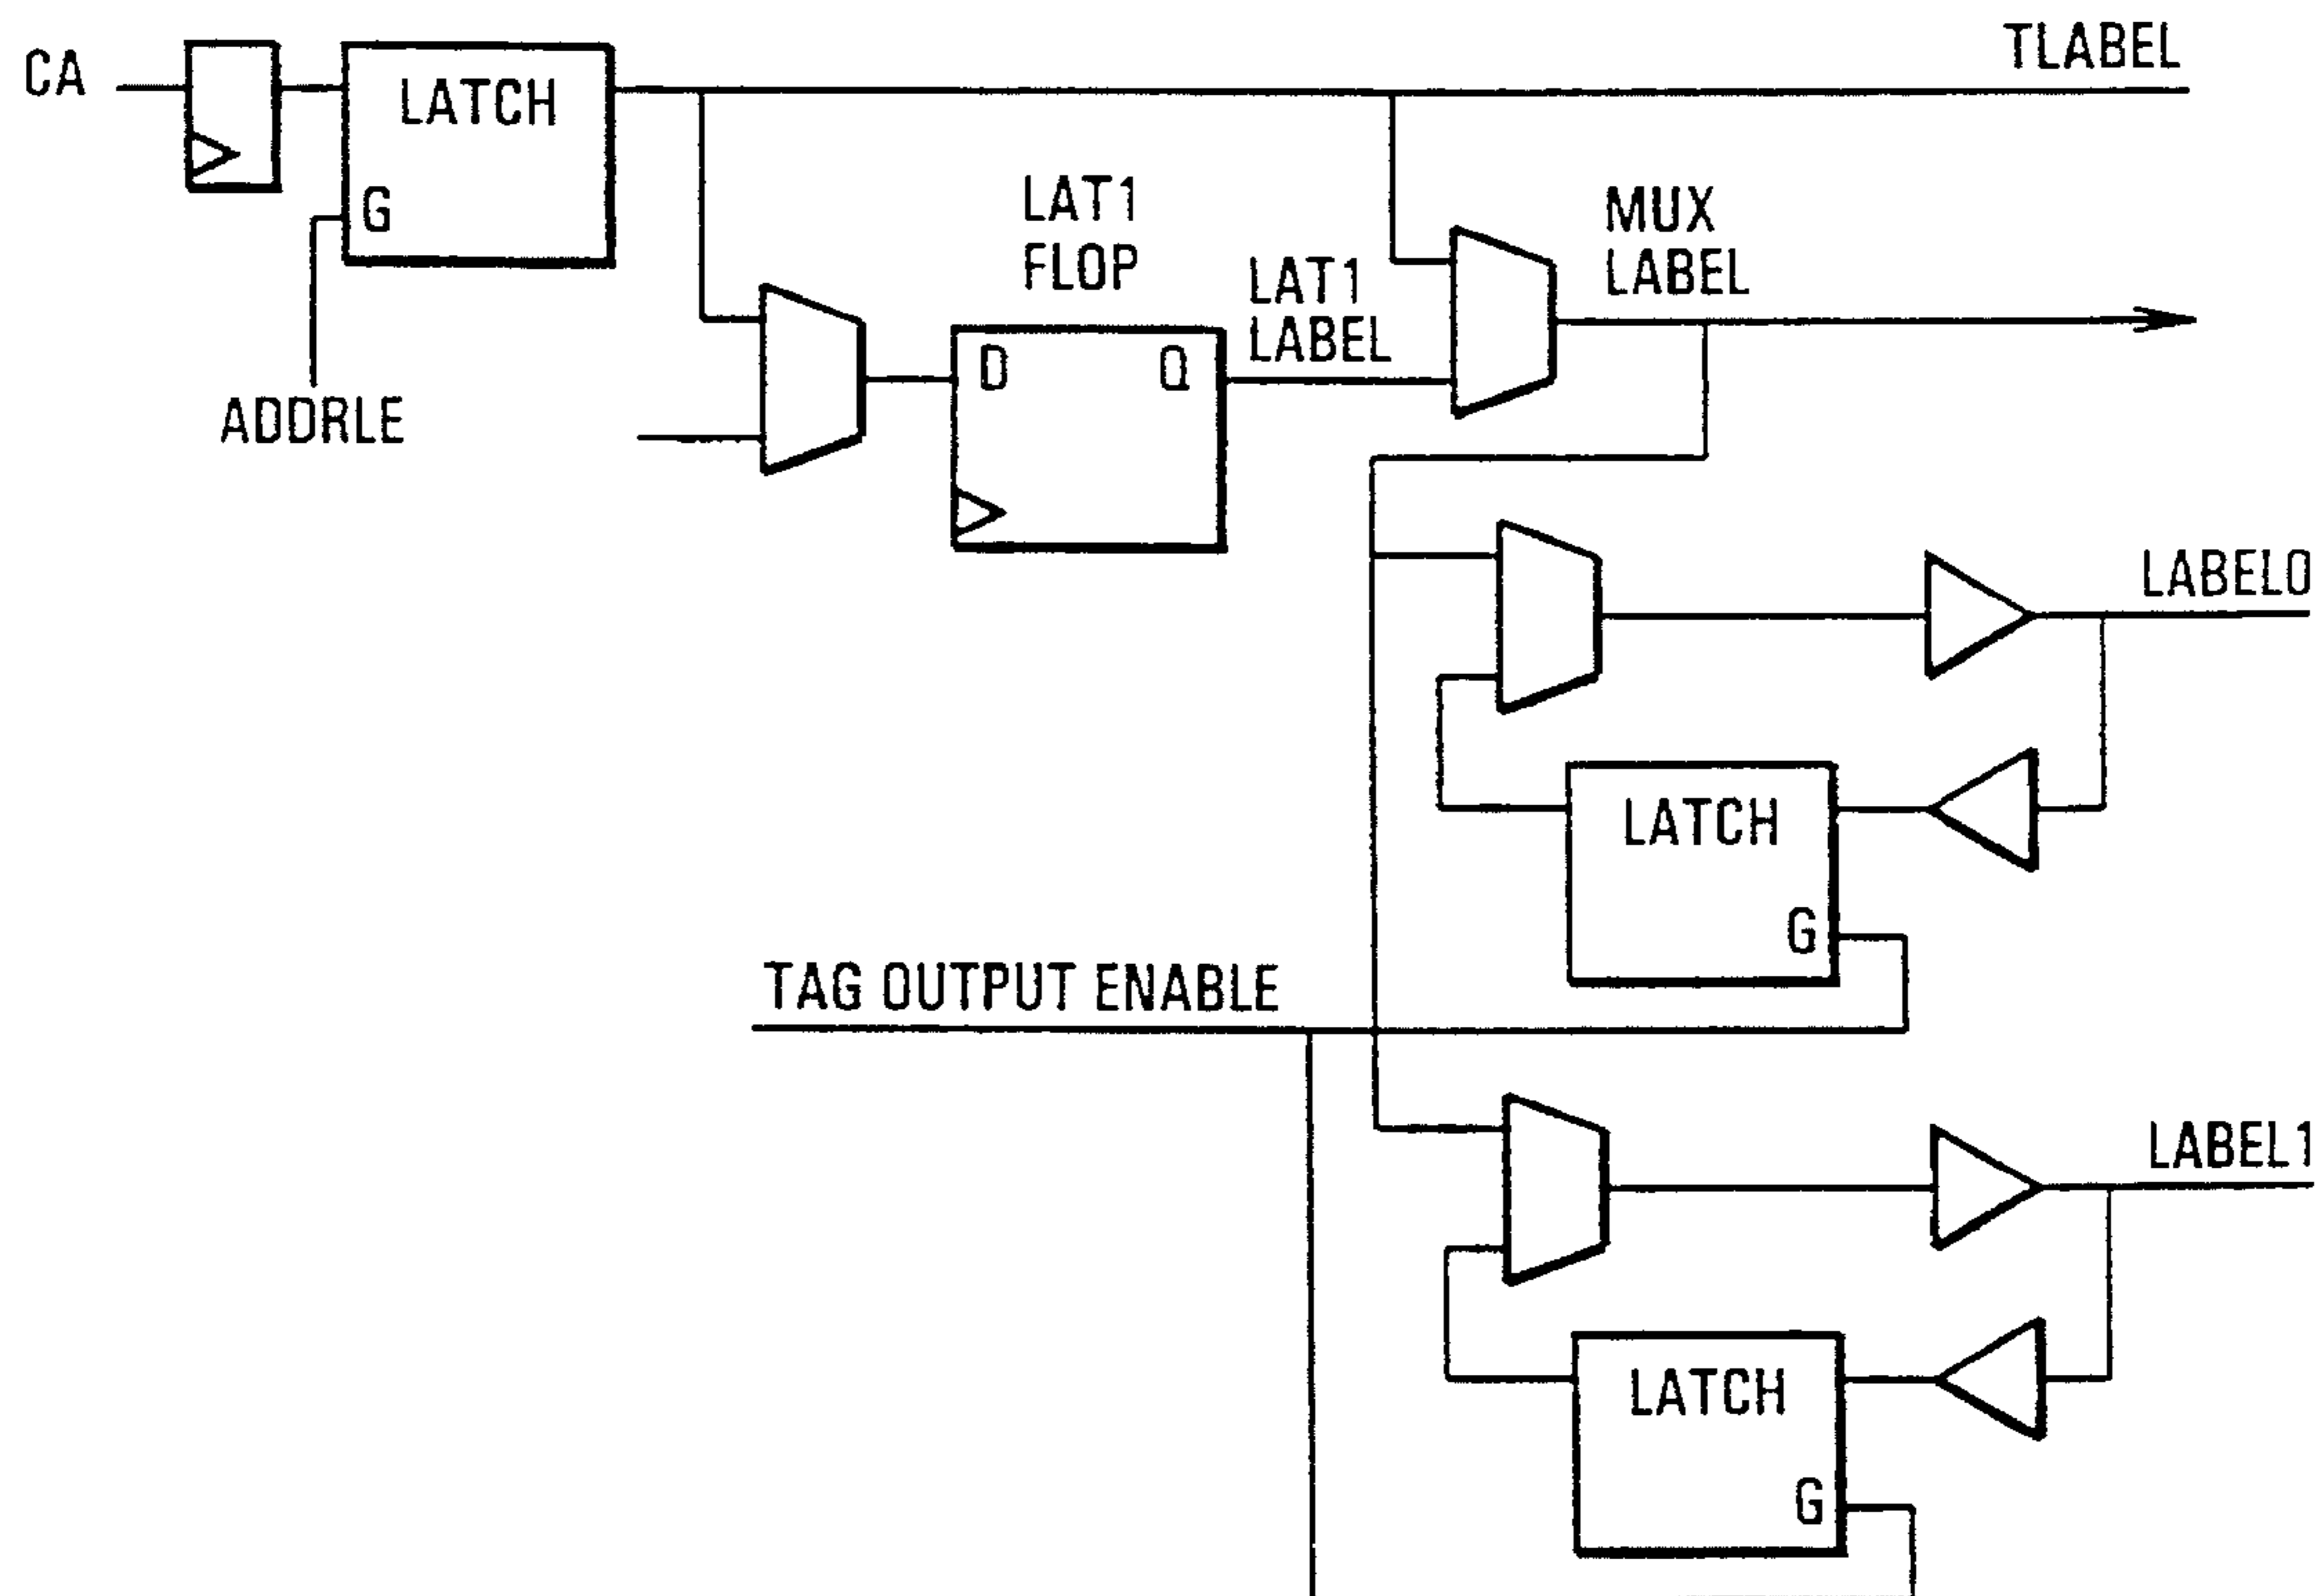 CA
LATCH
G
ADDRLE
TLABEL
LAT1
FLOP
D
Q
LAT1
LABEL
MUX
LABEL
LABEL0
LATCH
G
TAG OUTPUT ENABLE
LABEL1
LATCH
G